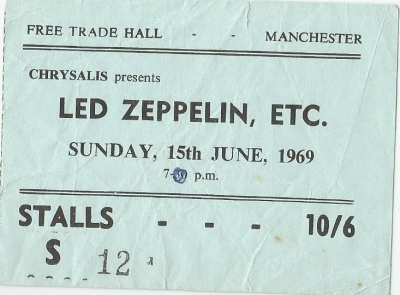 FREE TRADE HALL - - MANCHESTER
CHRYSALIS presents
LED ZEPPELIN, ETC.
SUNDAY, 15th JUNE, 1969
7-30 p.m.
STALLS - - - 10/6
S 12